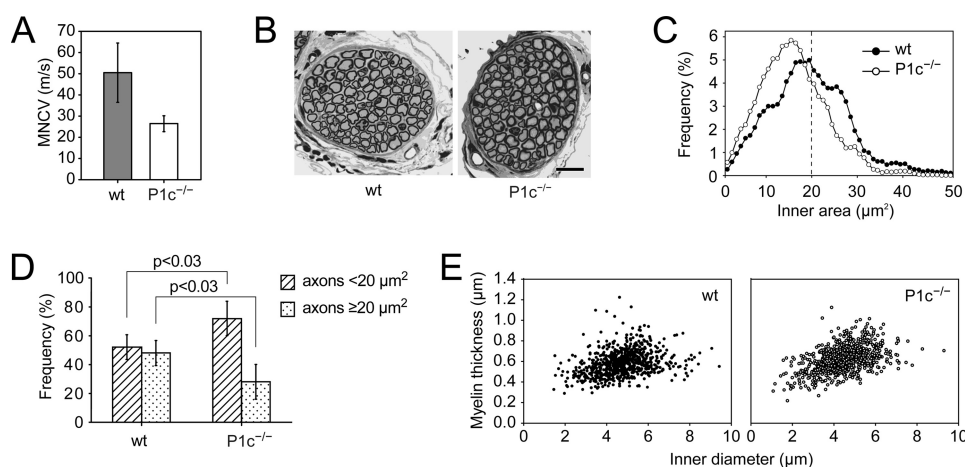 A
MNCV (m/s)
70
60
50
40
30
20
10
0
wt
P1c⁻/⁻
B
wt
P1c⁻/⁻
C
Frequency (%)
6
5
4
3
2
1
0
wt
P1c⁻/⁻
0 10 20 30 40 50
Inner area (µm²)
D
Frequency (%)
100
80
60
40
20
0
p<0.03
p<0.03
axons <20 µm²
axons ≥20 µm²
wt
P1c⁻/⁻
E
Myelin thickness (µm)
1.4
1.2
1.0
0.8
0.6
0.4
0.2
0.0
wt
P1c⁻/⁻
0 2 4 6 8 10
0 2 4 6 8 10
Inner diameter (µm)